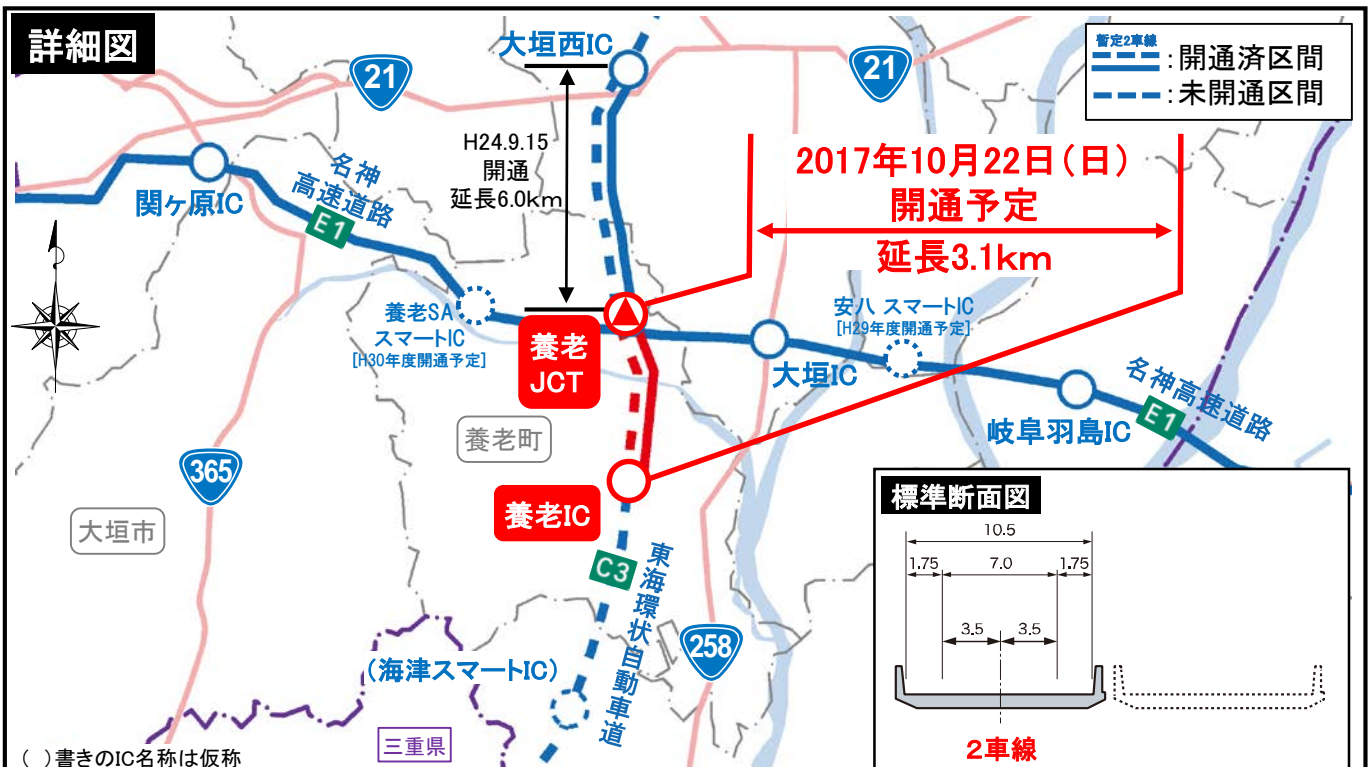 詳細図
大垣西IC
暫定2車線
:開通済区間
:未開通区間
21
21
H24.9.15
開通
延長6.0km
2017年10月22日(日)
開通予定
延長3.1km
関ヶ原IC
名神
高速道路
E1
養老SA
スマートIC
[H30年度開通予定]
養老
JCT
大垣IC
安八 スマートIC
[H29年度開通予定]
岐阜羽島IC
名神高速道路
E1
養老町
365
大垣市
養老IC
C3
東海環状自動車道
258
(海津スマートIC)
三重県
( )書きのIC名称は仮称
標準断面図
10.5
1.75
7.0
1.75
3.5
3.5
2車線